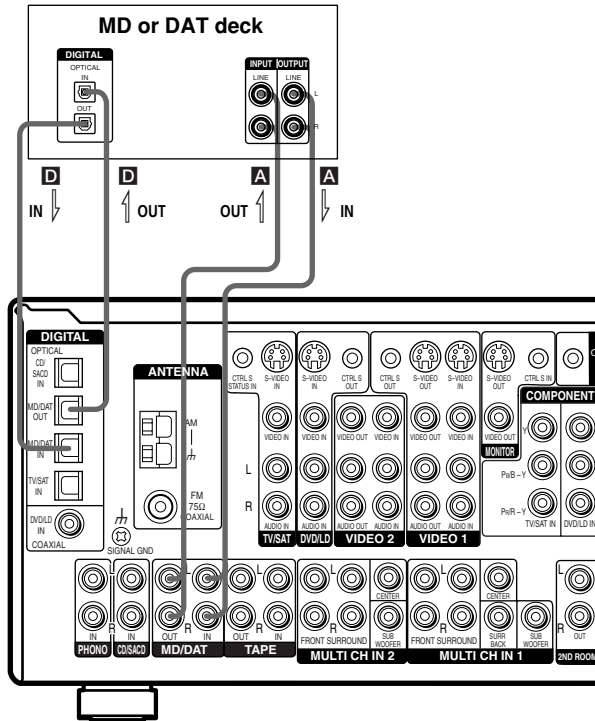 MD or DAT deck
DIGITAL
OPTICAL
IN
OUT
INPUT OUTPUT
LINE LINE
L
R
D D A A
IN OUT OUT IN
DIGITAL
OPTICAL
CD/
SACD
IN
MD/DAT
OUT
MD/DAT
IN
TV/SAT
IN
DVD/LD
IN
COAXIAL
ANTENNA
AM
FM
75Ω
COAXIAL
SIGNAL GND
CTRL S
STATUS IN
S–VIDEO
IN
S–VIDEO
IN
CTRL S
OUT
CTRL S
OUT
S–VIDEO
OUT
S–VIDEO
IN
S–VIDEO
OUT
CTRL S IN
VIDEO IN VIDEO IN VIDEO OUT VIDEO IN VIDEO OUT VIDEO IN VIDEO OUT
MONITOR
L
R
AUDIO IN AUDIO IN AUDIO OUT AUDIO IN AUDIO OUT AUDIO IN
TV/SAT DVD/LD VIDEO 2 VIDEO 1
COMPONENT
Y
PB/B –Y
PR/R –Y
TV/SAT IN DVD/LD IN
L L L L L L
CENTER CENTER
R R R R R R
IN IN OUT IN OUT IN FRONT SURROUND SUB
WOOFER FRONT SURROUND SURR
BACK SUB
WOOFER OUT
PHONO CD/SACD MD/DAT TAPE MULTI CH IN 2 MULTI CH IN 1 2ND ROOM